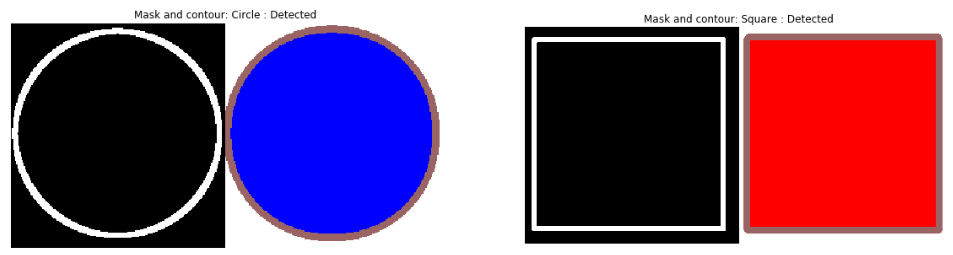 Mask and contour: Circle : Detected
Mask and contour: Square : Detected